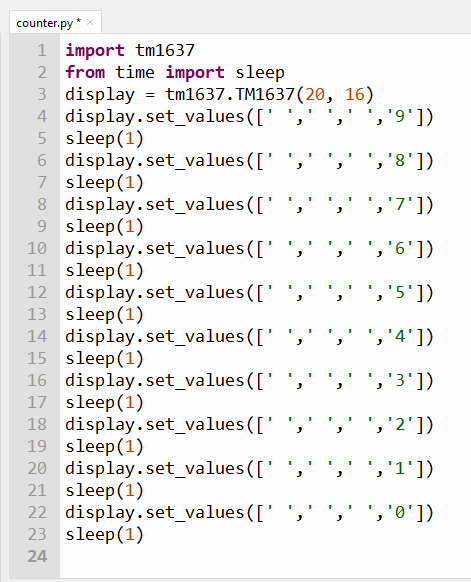 counter.py * ×
1 import tm1637
2 from time import sleep
3 display = tm1637.TM1637(20, 16)
4 display.set_values([' ',' ',' ','9'])
5 sleep(1)
6 display.set_values([' ',' ',' ','8'])
7 sleep(1)
8 display.set_values([' ',' ',' ','7'])
9 sleep(1)
10 display.set_values([' ',' ',' ','6'])
11 sleep(1)
12 display.set_values([' ',' ',' ','5'])
13 sleep(1)
14 display.set_values([' ',' ',' ','4'])
15 sleep(1)
16 display.set_values([' ',' ',' ','3'])
17 sleep(1)
18 display.set_values([' ',' ',' ','2'])
19 sleep(1)
20 display.set_values([' ',' ',' ','1'])
21 sleep(1)
22 display.set_values([' ',' ',' ','0'])
23 sleep(1)
24